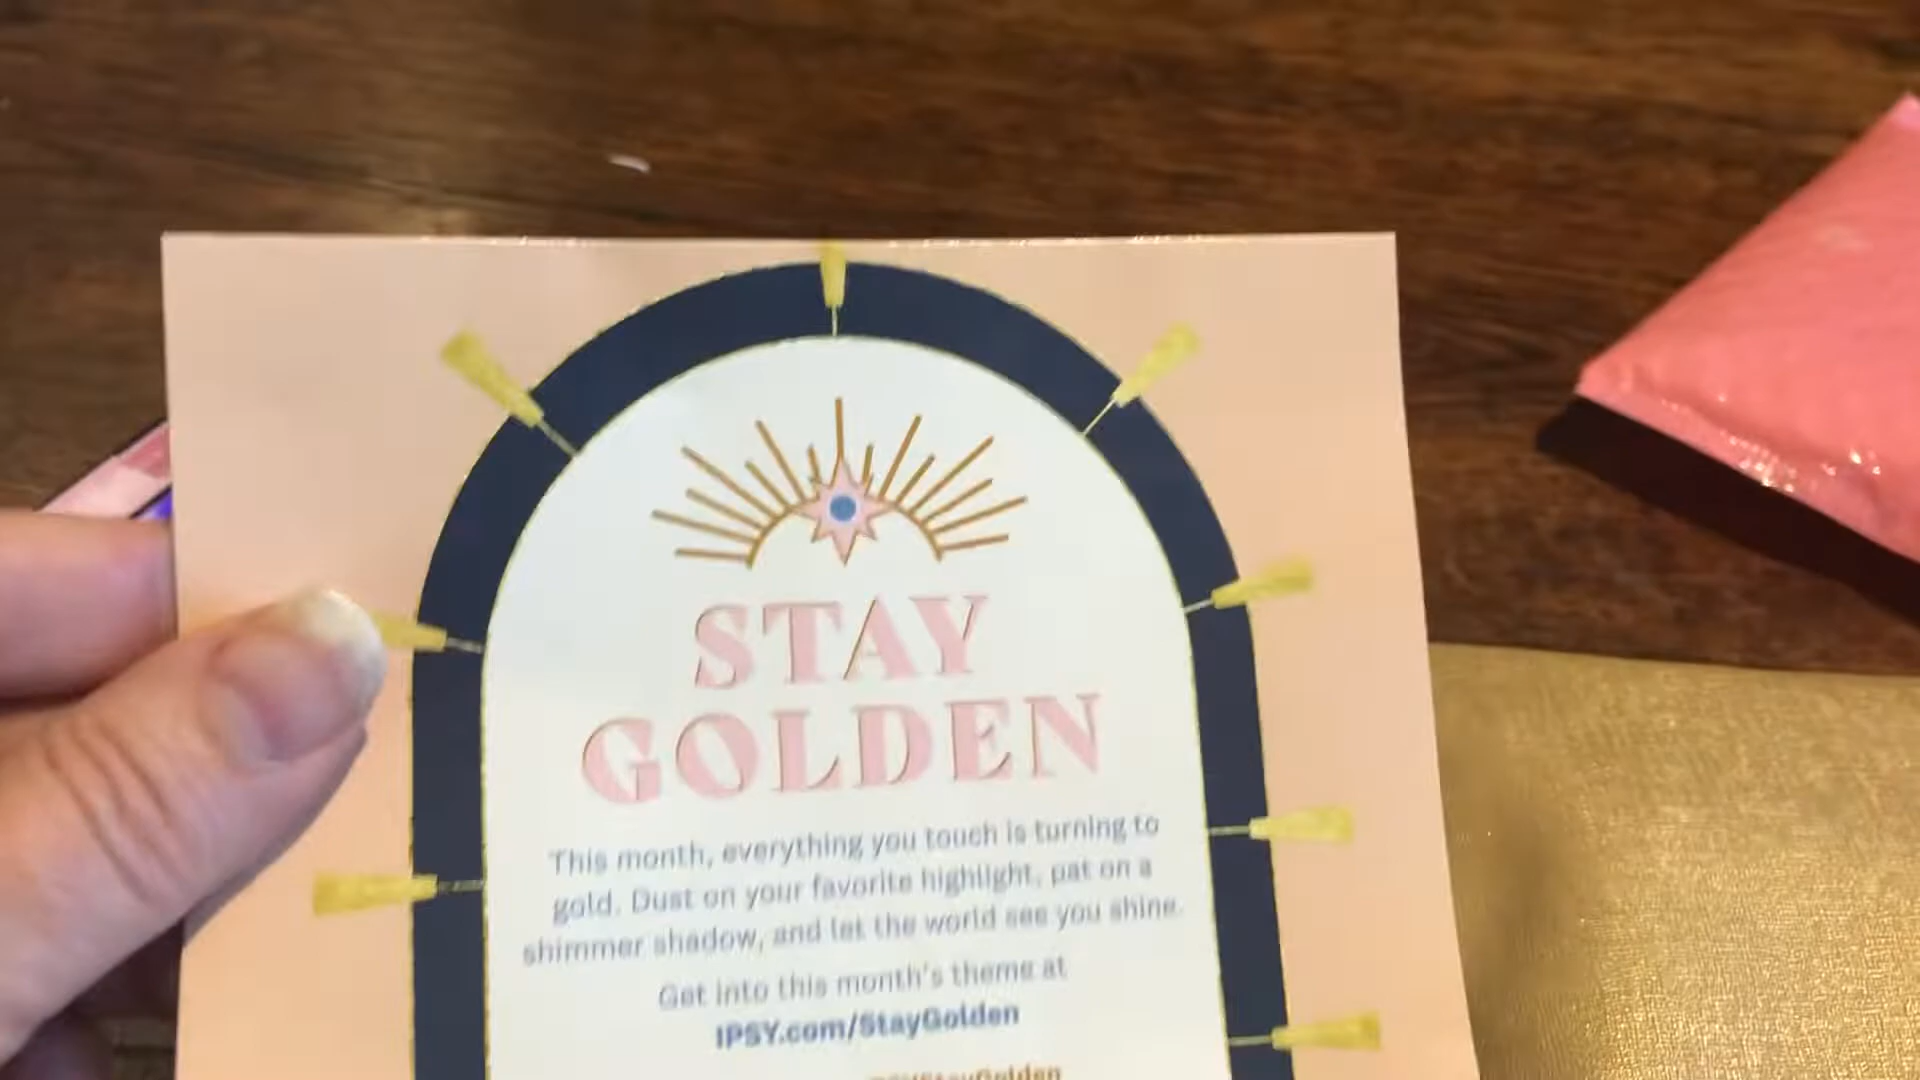 STAY
GOLDEN
This month, everything you touch is turning to
gold. Dust on your favorite highlight, pat on a
shimmer shadow, and let the world see you shine.
Get into this month's theme at
IPSY.com/StayGolden
StayGolden